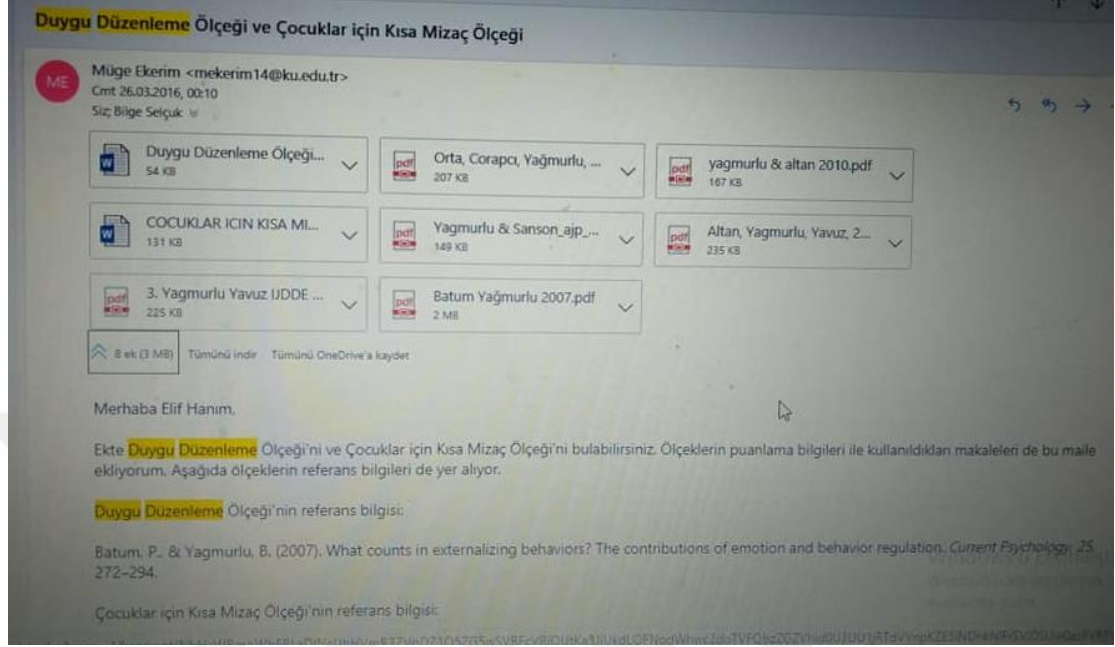 Duygu Düzenleme Ölçeği ve Çocuklar için Kısa Mizaç Ölçeği
ME
Müge Ekerim <mekerim14@ku.edu.tr>
Cmt 26.03.2016, 00:10
Siz; Bilge Selçuk
Duygu Düzenleme Ölçeği...
54 KB
Orta, Corapcı, Yağmurlu, ...
207 KB
yagmurlu & altan 2010.pdf
167 KB
COCUKLAR ICIN KISA MI...
131 KB
Yagmurlu & Sanson_ajp_...
149 KB
Altan, Yagmurlu, Yavuz, 2...
235 KB
3. Yagmurlu Yavuz IJDDE ...
225 KB
Batum Yağmurlu 2007.pdf
2 MB
8 ek (3 MB) Tümünü indir Tümünü OneDrive'a kaydet
Merhaba Elif Hanım,
Ekte Duygu Düzenleme Ölçeği'ni ve Çocuklar için Kısa Mizaç Ölçeği'ni bulabilirsiniz. Ölçeklerin puanlama bilgileri ile kullanıldıkları makaleleri de bu maile
ekliyorum. Aşağıda ölçeklerin referans bilgileri de yer alıyor.
Duygu Düzenleme Ölçeği'nin referans bilgisi:
Batum, P., & Yagmurlu, B. (2007). What counts in externalizing behaviors? The contributions of emotion and behavior regulation. Current Psychology, 25,
272–294.
Çocuklar için Kısa Mizaç Ölçeği'nin referans bilgisi: